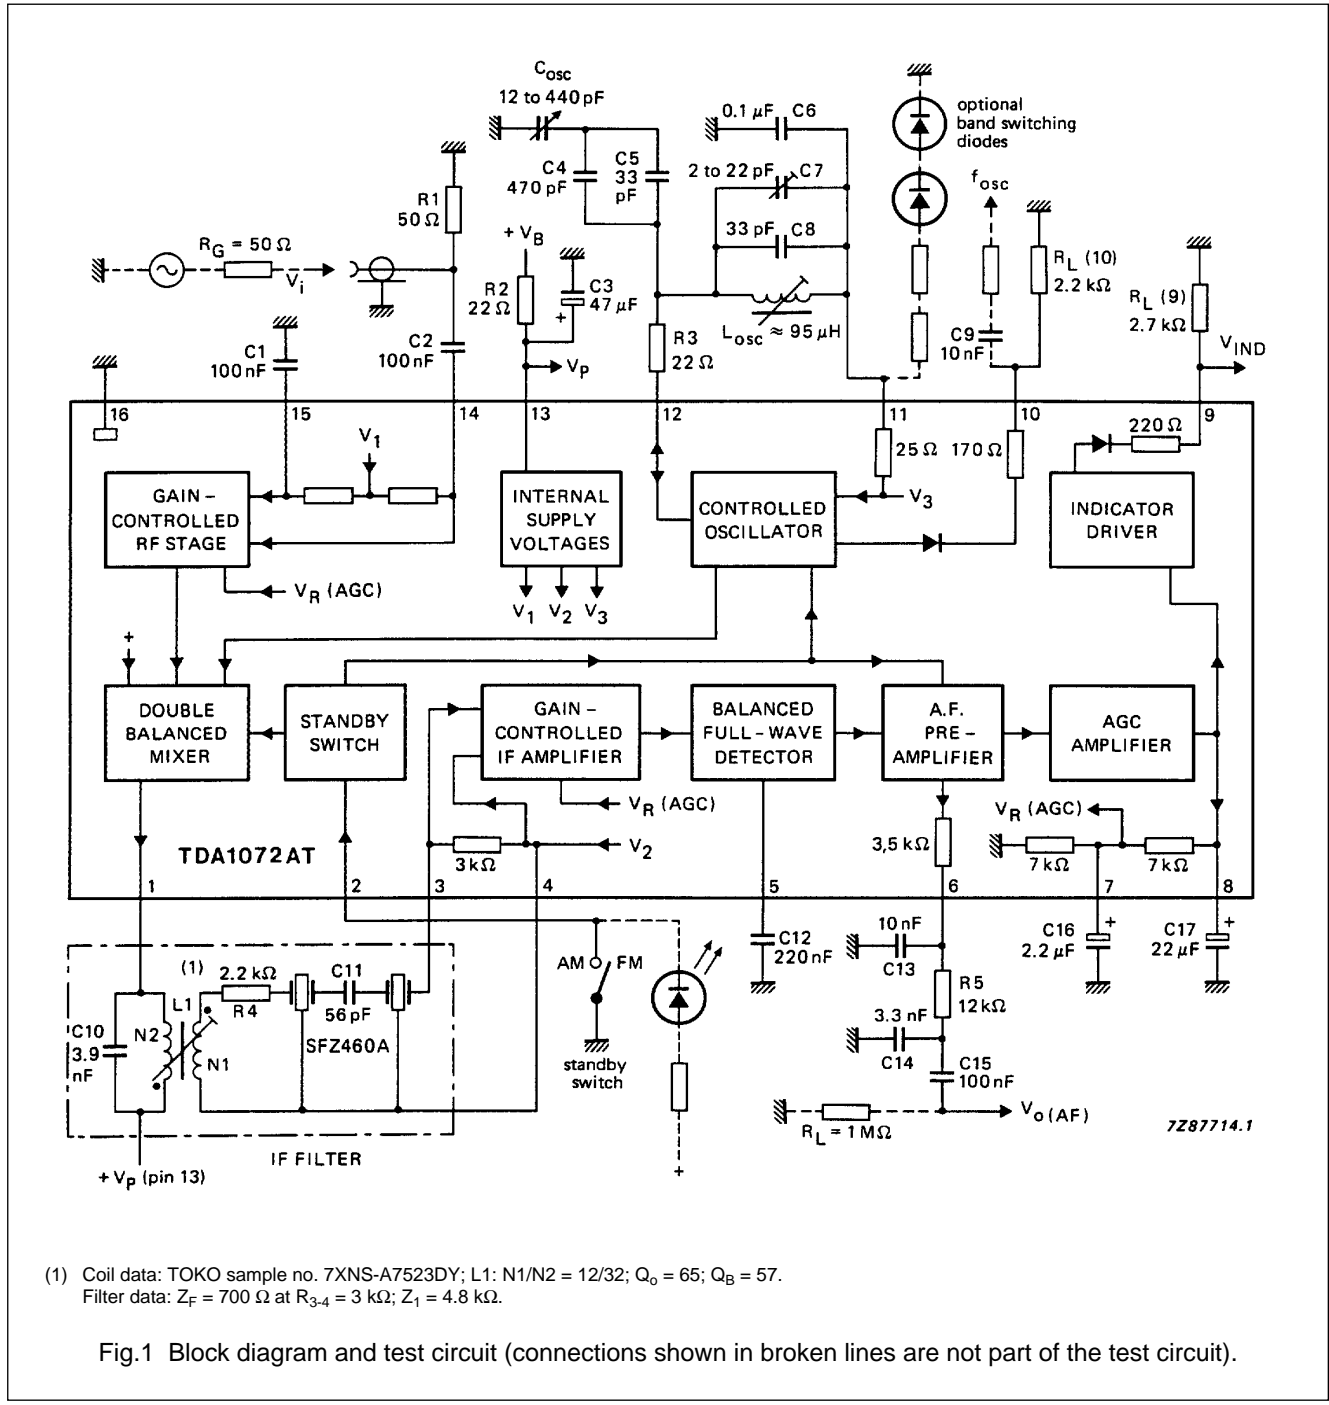 C_osc
12 to 440 pF
0.1 μF C6
optional
band switching
diodes
C4
470 pF
C5
33
pF
2 to 22 pF C7
f_osc
R1
50 Ω
33 pF C8
R_G = 50 Ω
V_i
+ V_B
R2
22 Ω
C3
47 μF
R_L (10)
2.2 kΩ
R_L (9)
2.7 kΩ
L_osc ≈ 95 μH
C1
100 nF
C2
100 nF
R3
22 Ω
C9
10 nF
V_P
V_IND
16 15 14 13 12 11 10 9
V_1
25 Ω 170 Ω
220 Ω
GAIN –
CONTROLLED
RF STAGE
INTERNAL
SUPPLY
VOLTAGES
CONTROLLED
OSCILLATOR
V_3
INDICATOR
DRIVER
V_R (AGC)
V_1 V_2 V_3
+
DOUBLE
BALANCED
MIXER
STANDBY
SWITCH
GAIN –
CONTROLLED
IF AMPLIFIER
BALANCED
FULL – WAVE
DETECTOR
A.F.
PRE –
AMPLIFIER
AGC
AMPLIFIER
V_R (AGC)
V_R (AGC)
TDA1072AT
3 kΩ
V_2
3,5 kΩ
7 kΩ
7 kΩ
1 2 3 4 5 6 7 8
(1)
2.2 kΩ
R4
C11
56 pF
L1
C10
3.9
nF
N2
N1
SFZ460A
AM FM
standby
switch
C12
220 nF
10 nF
C13
C16
2.2 μF
+
C17
22 μF
+
R5
12 kΩ
3.3 nF
C14
C15
100 nF
R_L = 1 MΩ
V_o (AF)
7Z87714.1
IF FILTER
+ V_P (pin 13)
+
(1) Coil data: TOKO sample no. 7XNS-A7523DY; L1: N1/N2 = 12/32; Q_o = 65; Q_B = 57.
Filter data: Z_F = 700 Ω at R_3-4 = 3 kΩ; Z_1 = 4.8 kΩ.
Fig.1 Block diagram and test circuit (connections shown in broken lines are not part of the test circuit).